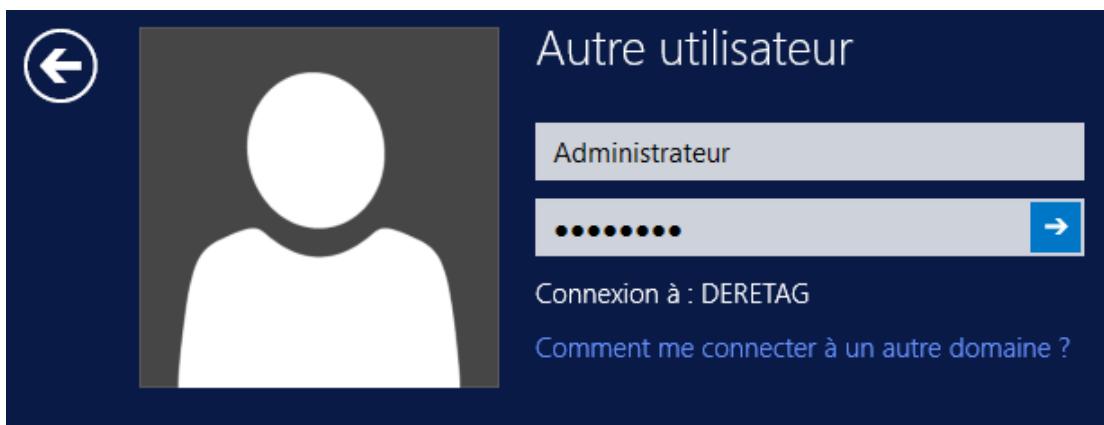 Autre utilisateur
Administrateur
••••••••
Connexion à : DERETAG
Comment me connecter à un autre domaine ?